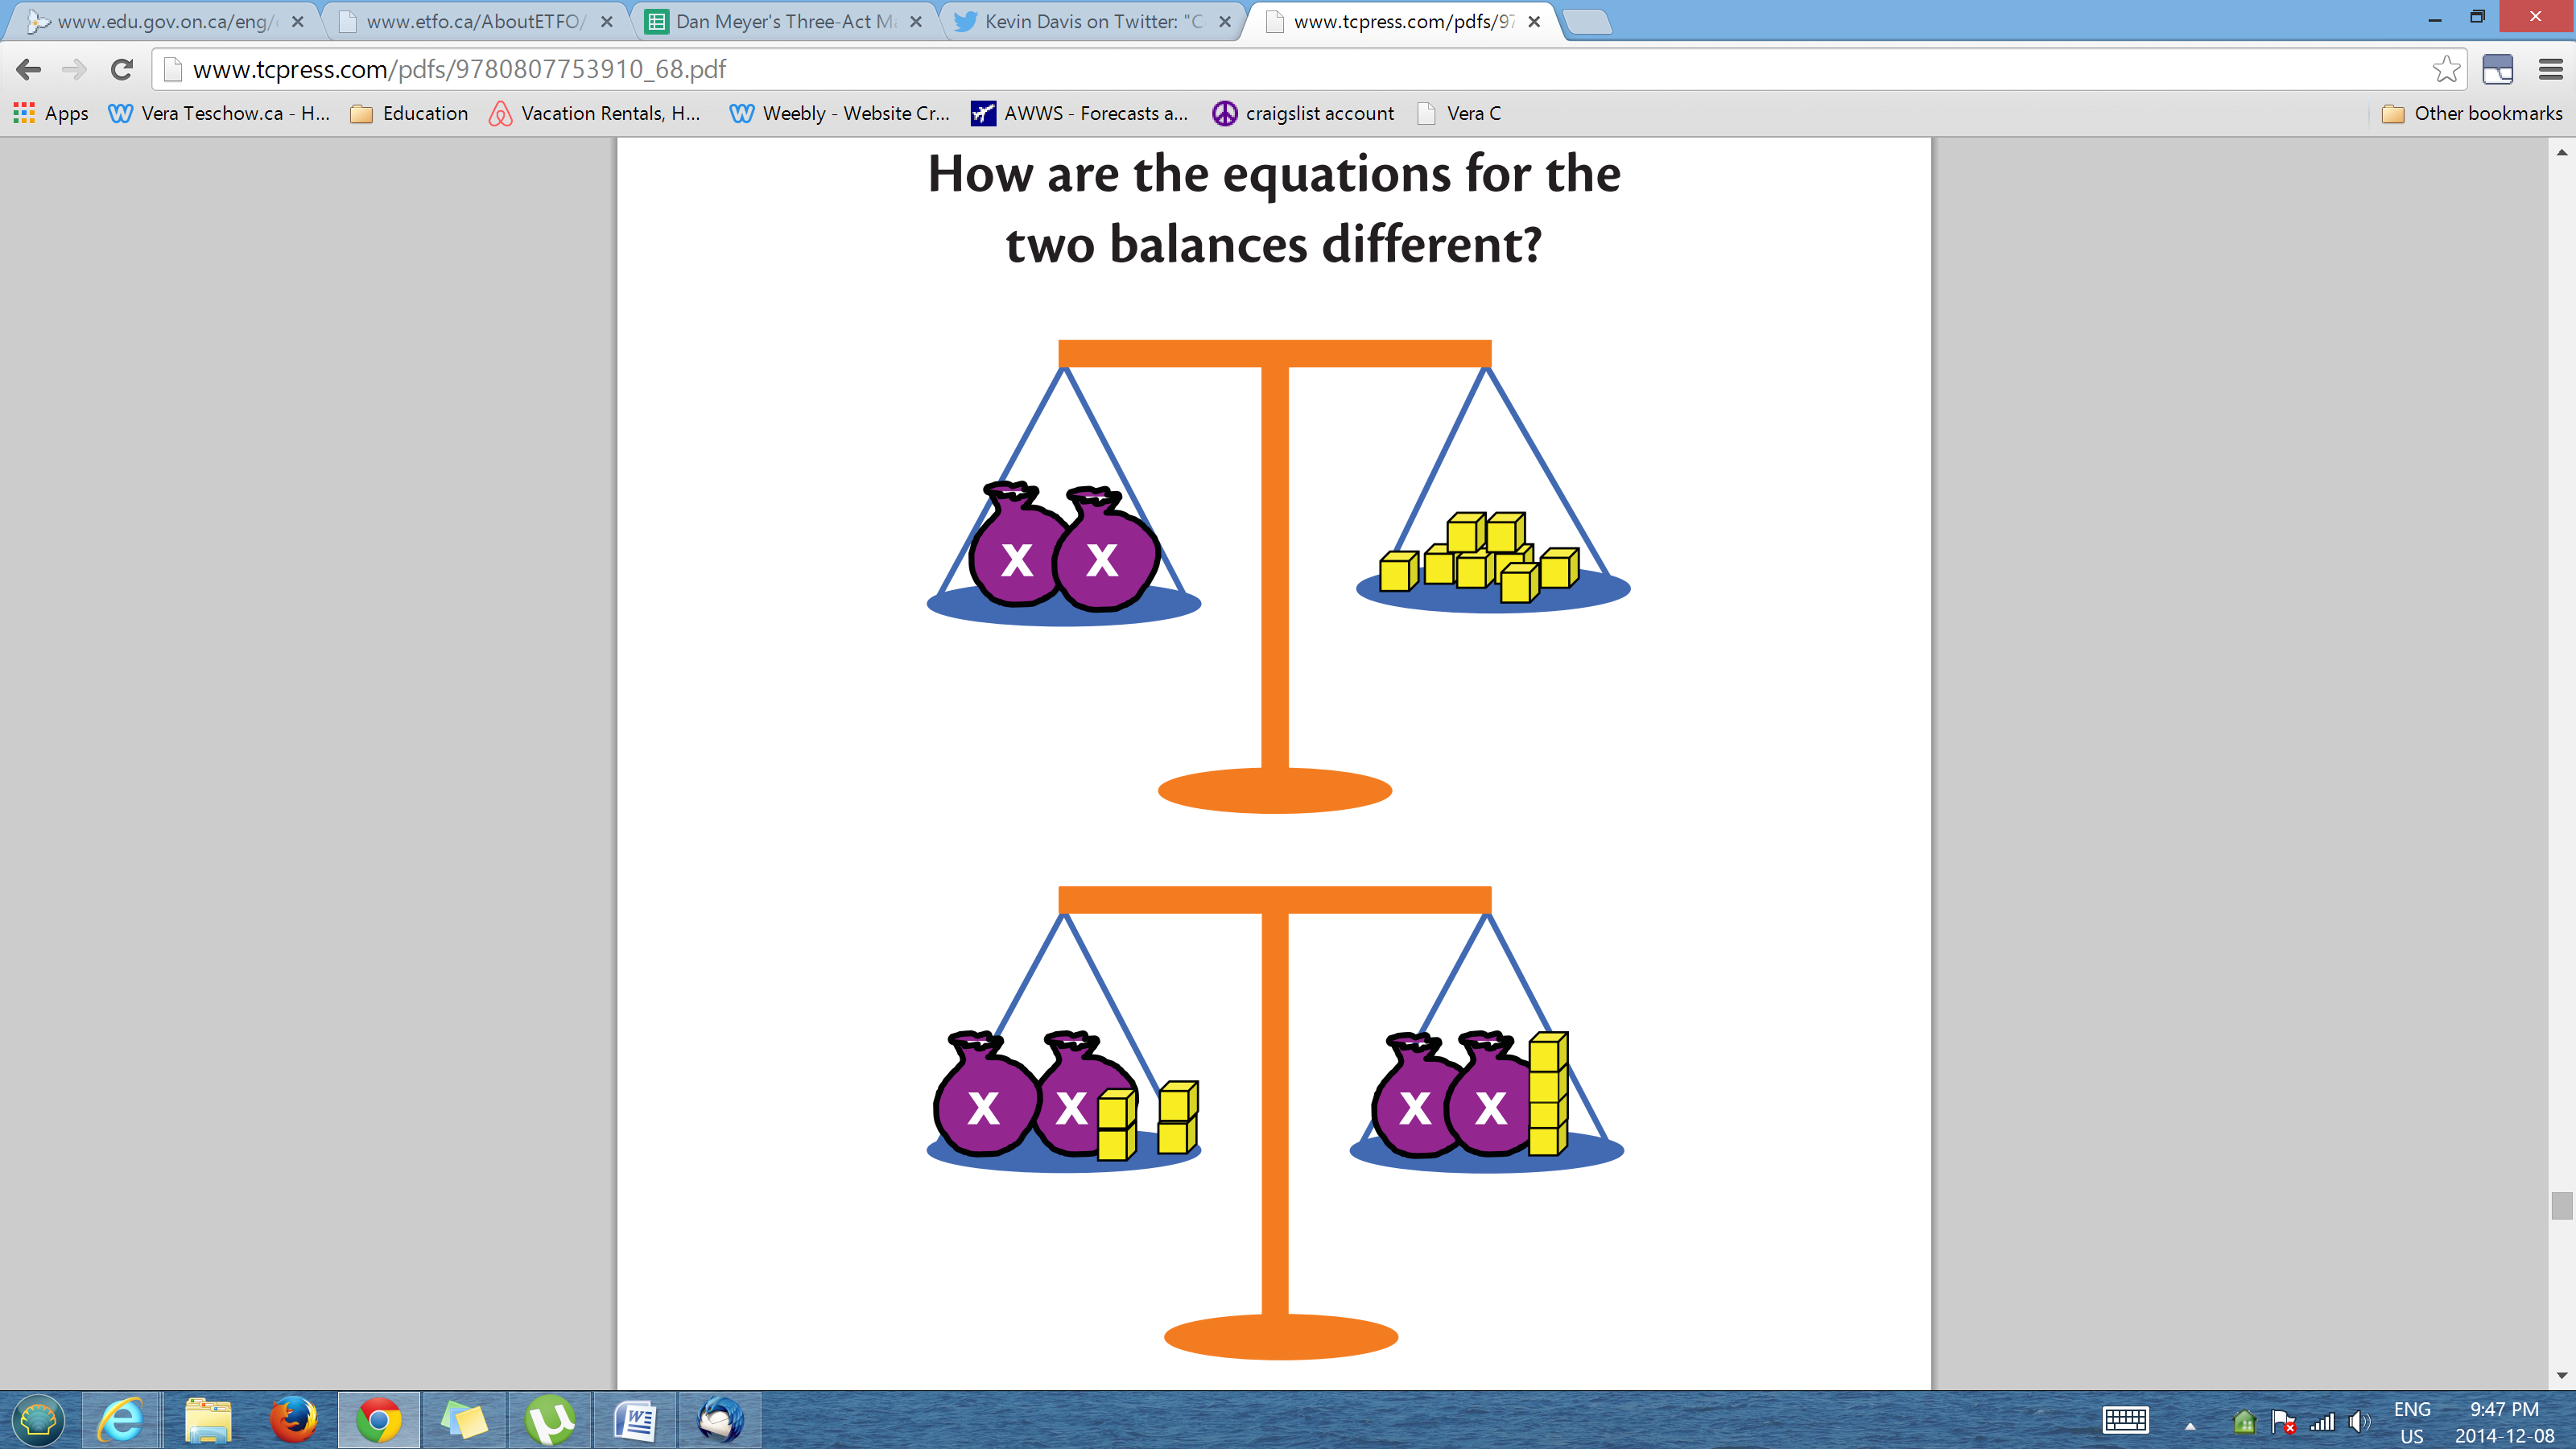 www.edu.gov.on.ca/eng/
www.etfo.ca/AboutETFO/
Dan Meyer's Three-Act Ma
Kevin Davis on Twitter: "C
www.tcpress.com/pdfs/97
www.tcpress.com/pdfs/9780807753910_68.pdf
Apps
Vera Teschow.ca - H...
Education
Vacation Rentals, H...
Weebly - Website Cr...
AWWS - Forecasts a...
craigslist account
Vera C
Other bookmarks
How are the equations for the
two balances different?
X X
X X X X
ENG 9:47 PM
US 2014-12-08